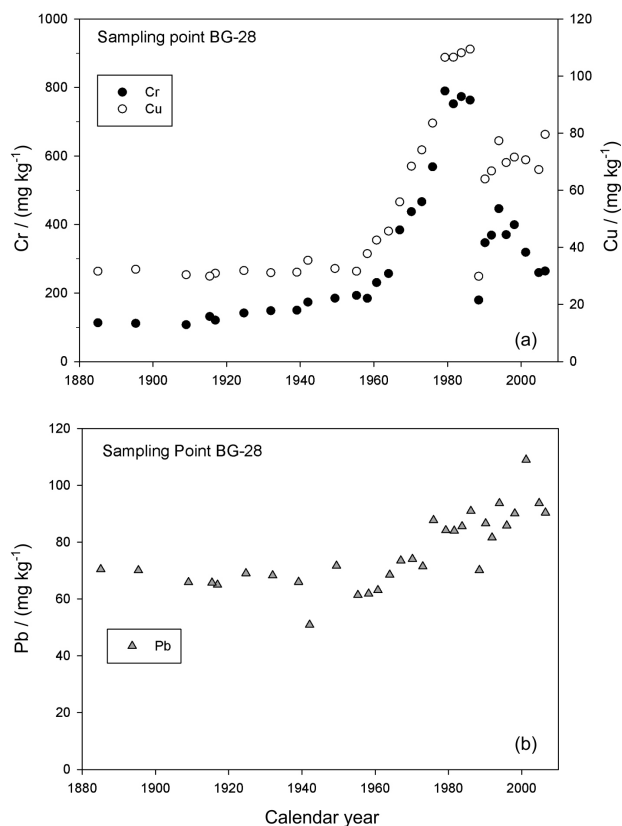 Sampling point BG-28
Cr
Cu
Cr / (mg kg⁻¹)
Cu / (mg kg⁻¹)
1000
800
600
400
200
0
120
100
80
60
40
20
0
(a)
1880 1900 1920 1940 1960 1980 2000
Sampling Point BG-28
Pb
Pb / (mg kg⁻¹)
120
100
80
60
40
20
0
(b)
1880 1900 1920 1940 1960 1980 2000
Calendar year